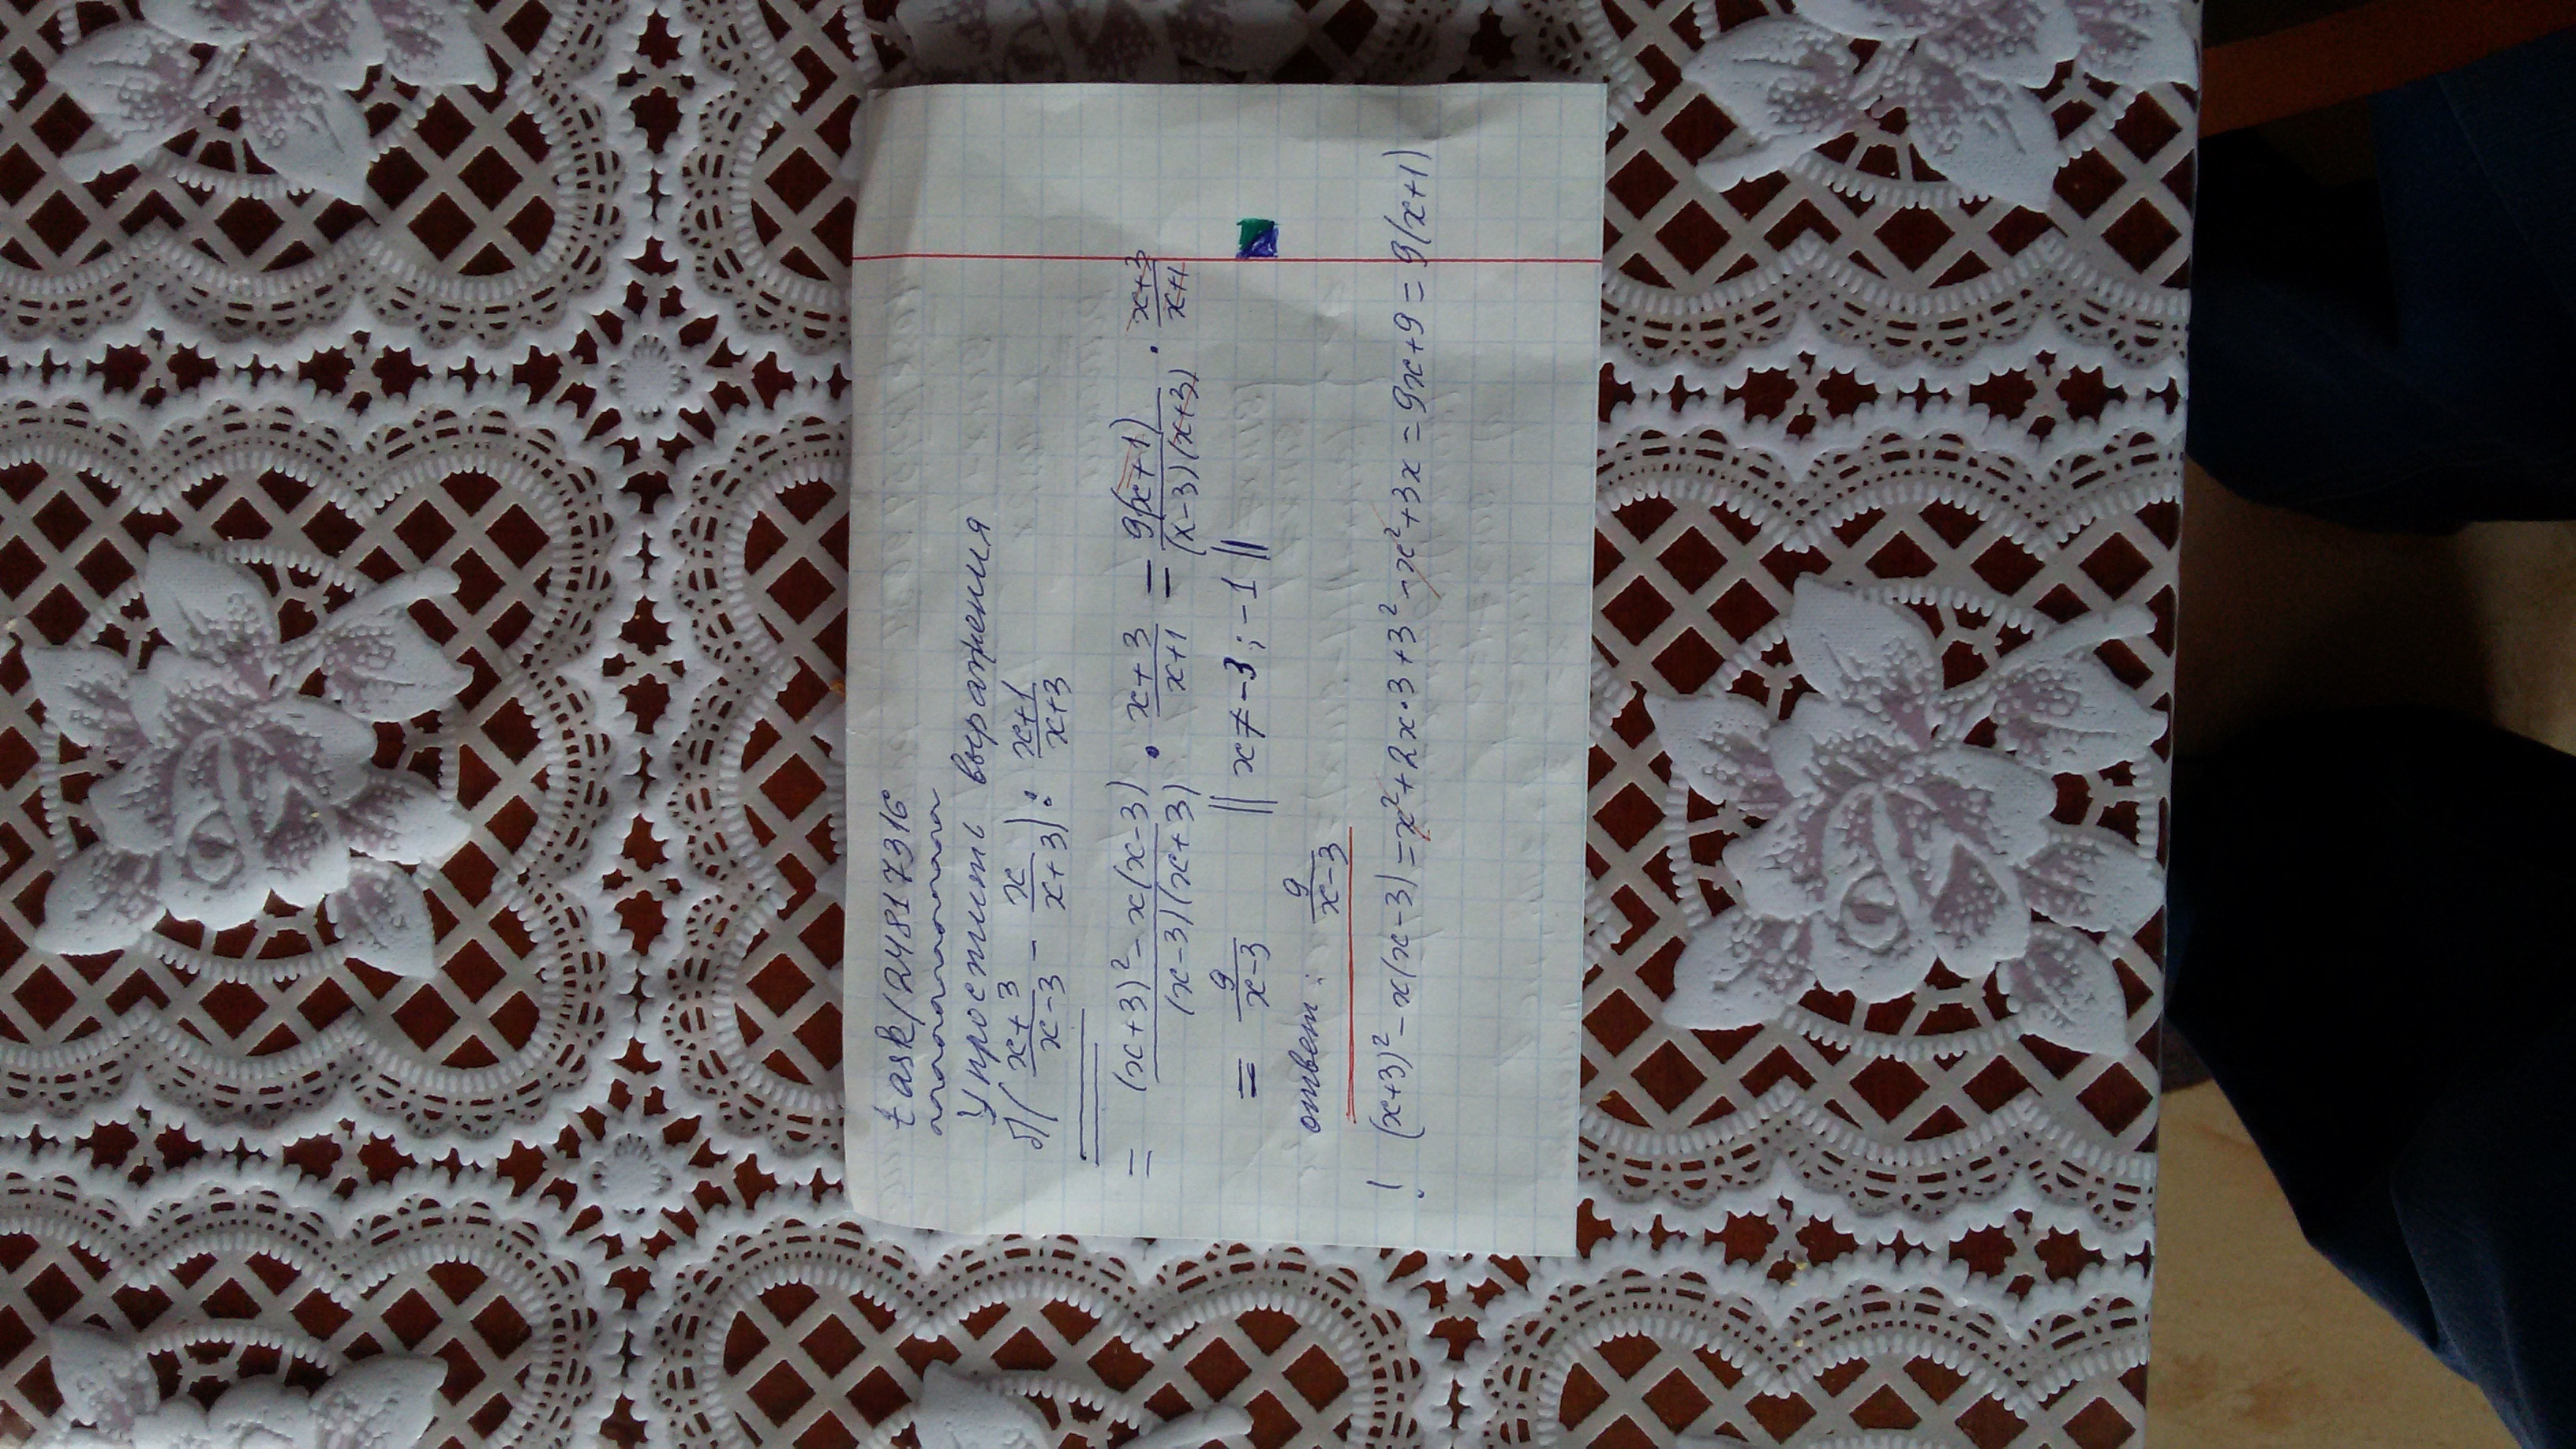 task/24817316
Упростить выражения
б) ( (x+3)/(x-3) - x/(x+3) ) : (x+1)/(x+3)
= ((x+3)² - x(x-3))/((x-3)(x+3)) • (x+3)/(x+1) = 9(x+1)/((x-3)(x+3)) · (x+3)/(x+1)
= 9/(x-3) || x ≠ -3 ; -1 ||
ответ : 9/(x-3)
! (x+3)² - x(x-3) = x² + 2x•3 + 3² - x² + 3x = 9x + 9 = 9(x+1)